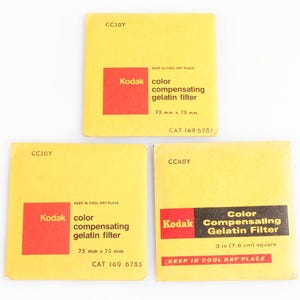 CC20Y
KEEP IN COOL DRY PLACE
Kodak color
compensating
gelatin filter
75 mm x 75 mm
CAT 149 6785
CC20Y
KEEP IN COOL DRY PLACE
Kodak color
compensating
gelatin filter
75 mm x 75 mm
CAT 149 6785
CC40Y
Kodak Color
Compensating
Gelatin Filter
3-in (7.6 cm) square
KEEP IN COOL DRY PLACE